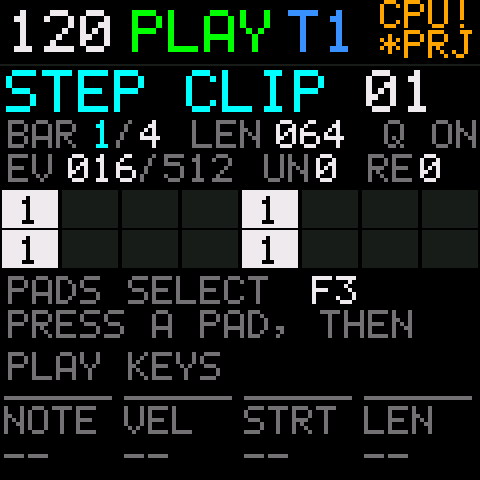 120 PLAY T1 CPU! *PRJ
STEP CLIP 01
BAR 1/4 LEN 064 Q ON
EV 016/512 UN0 RE0
1 1
1 1
PADS SELECT F3
PRESS A PAD, THEN
PLAY KEYS
NOTE VEL STRT LEN
-- -- -- --